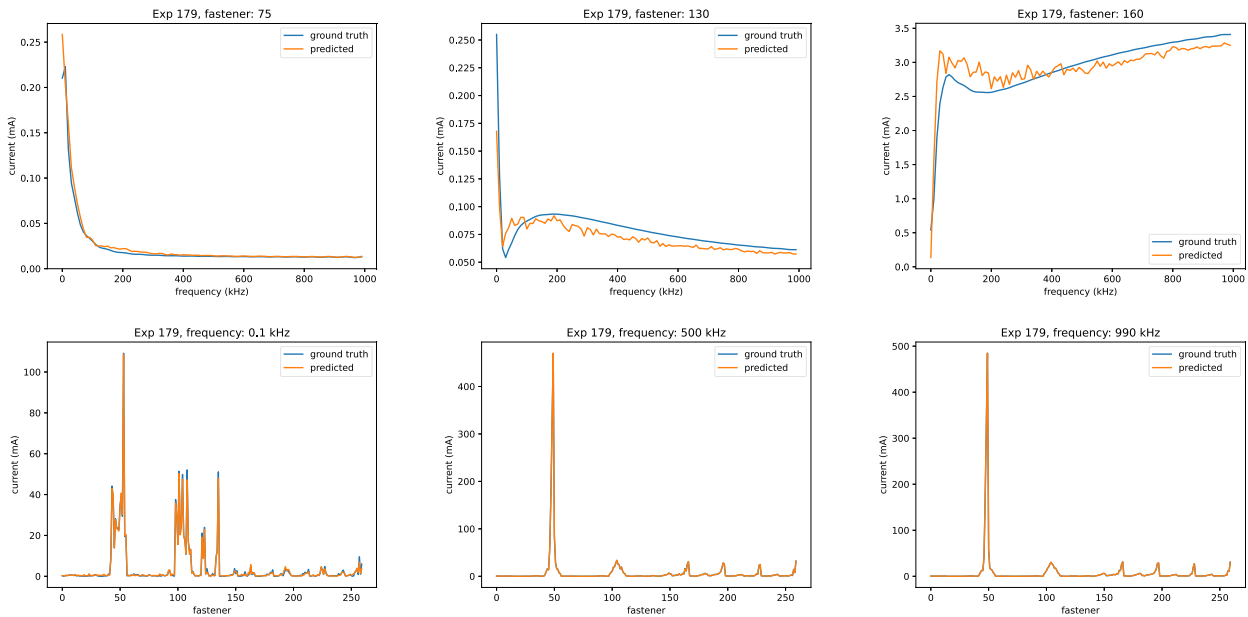 Exp 179, fastener: 75
0.25
0.20
0.15
0.10
0.05
0.00
current (mA)
0 200 400 600 800 1000
frequency (kHz)
ground truth
predicted
Exp 179, fastener: 130
0.250
0.225
0.200
0.175
0.150
0.125
0.100
0.075
0.050
current (mA)
0 200 400 600 800 1000
frequency (kHz)
ground truth
predicted
Exp 179, fastener: 160
3.5
3.0
2.5
2.0
1.5
1.0
0.5
0.0
current (mA)
0 200 400 600 800 1000
frequency (kHz)
ground truth
predicted
Exp 179, frequency: 0.1 kHz
100
80
60
40
20
0
current (mA)
0 50 100 150 200 250
fastener
ground truth
predicted
Exp 179, frequency: 500 kHz
400
300
200
100
0
current (mA)
0 50 100 150 200 250
fastener
ground truth
predicted
Exp 179, frequency: 990 kHz
500
400
300
200
100
0
current (mA)
0 50 100 150 200 250
fastener
ground truth
predicted